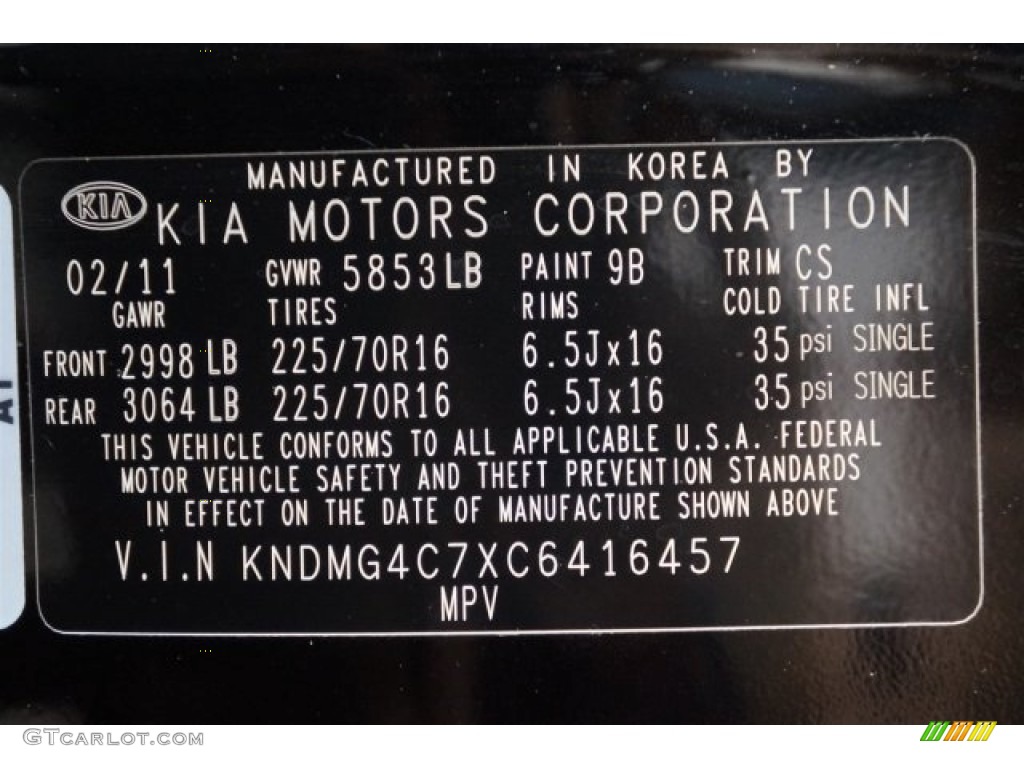 MANUFACTURED IN KOREA BY
KIA KIA MOTORS CORPORATION
02/11 GVWR 5853LB PAINT 9B TRIM CS
GAWR TIRES RIMS COLD TIRE INFL
FRONT 2998 LB 225/70R16 6.5Jx16 35 psi SINGLE
REAR 3064 LB 225/70R16 6.5Jx16 35 psi SINGLE
THIS VEHICLE CONFORMS TO ALL APPLICABLE U.S.A. FEDERAL
MOTOR VEHICLE SAFETY AND THEFT PREVENTION STANDARDS
IN EFFECT ON THE DATE OF MANUFACTURE SHOWN ABOVE
V.I.N KNDMG4C7XC6416457
MPV
GTCARLOT.COM